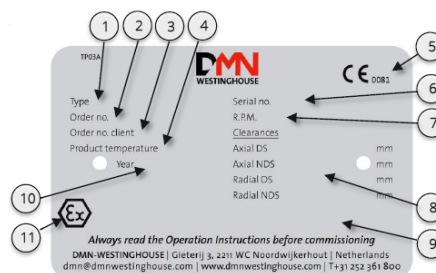 1 2 3 4
5
TP03A
DMN
WESTINGHOUSE
CE 0081
6
Type
Serial no.
Order no.
R.P.M.
7
Order no. client
Clearances
Product temperature
Axial DS mm
Year
Axial NDS mm
10
Radial DS mm
8
Radial NDS mm
11
Ex
9
Always read the Operation Instructions before commissioning
DMN-WESTINGHOUSE | Gieterij 3, 2211 WC Noordwijkerhout | Netherlands
dmn@dmnwestinghouse.com | www.dmnwestinghouse.com | T+31 252 361 800